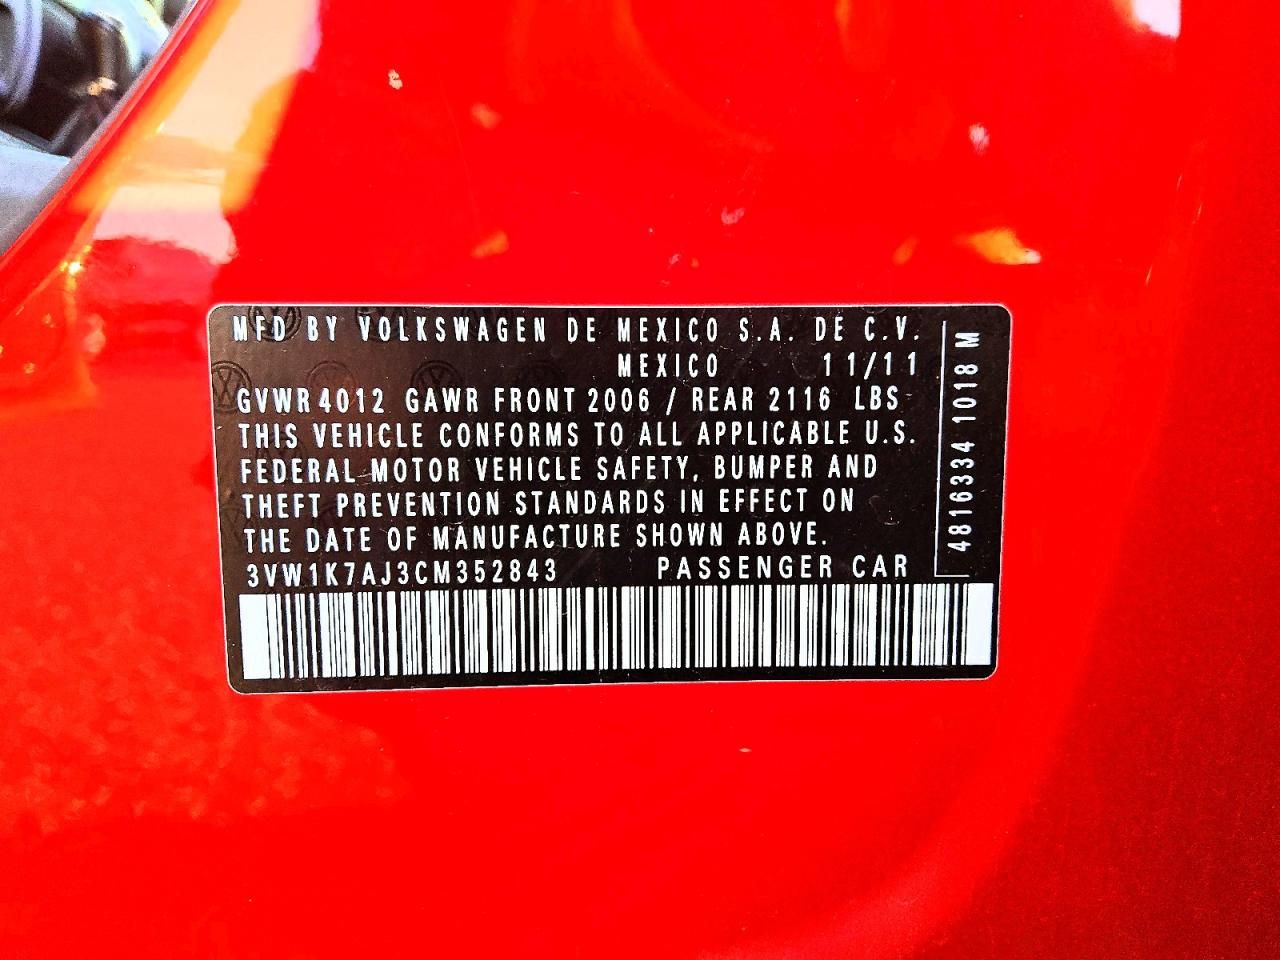 MFD BY VOLKSWAGEN DE MEXICO S.A. DE C.V.
MEXICO 11/11
GVWR 4012 GAWR FRONT 2006 / REAR 2116 LBS
THIS VEHICLE CONFORMS TO ALL APPLICABLE U.S.
FEDERAL MOTOR VEHICLE SAFETY, BUMPER AND
THEFT PREVENTION STANDARDS IN EFFECT ON
THE DATE OF MANUFACTURE SHOWN ABOVE.
3VW1K7AJ3CM352843 PASSENGER CAR
4816334 1018 M